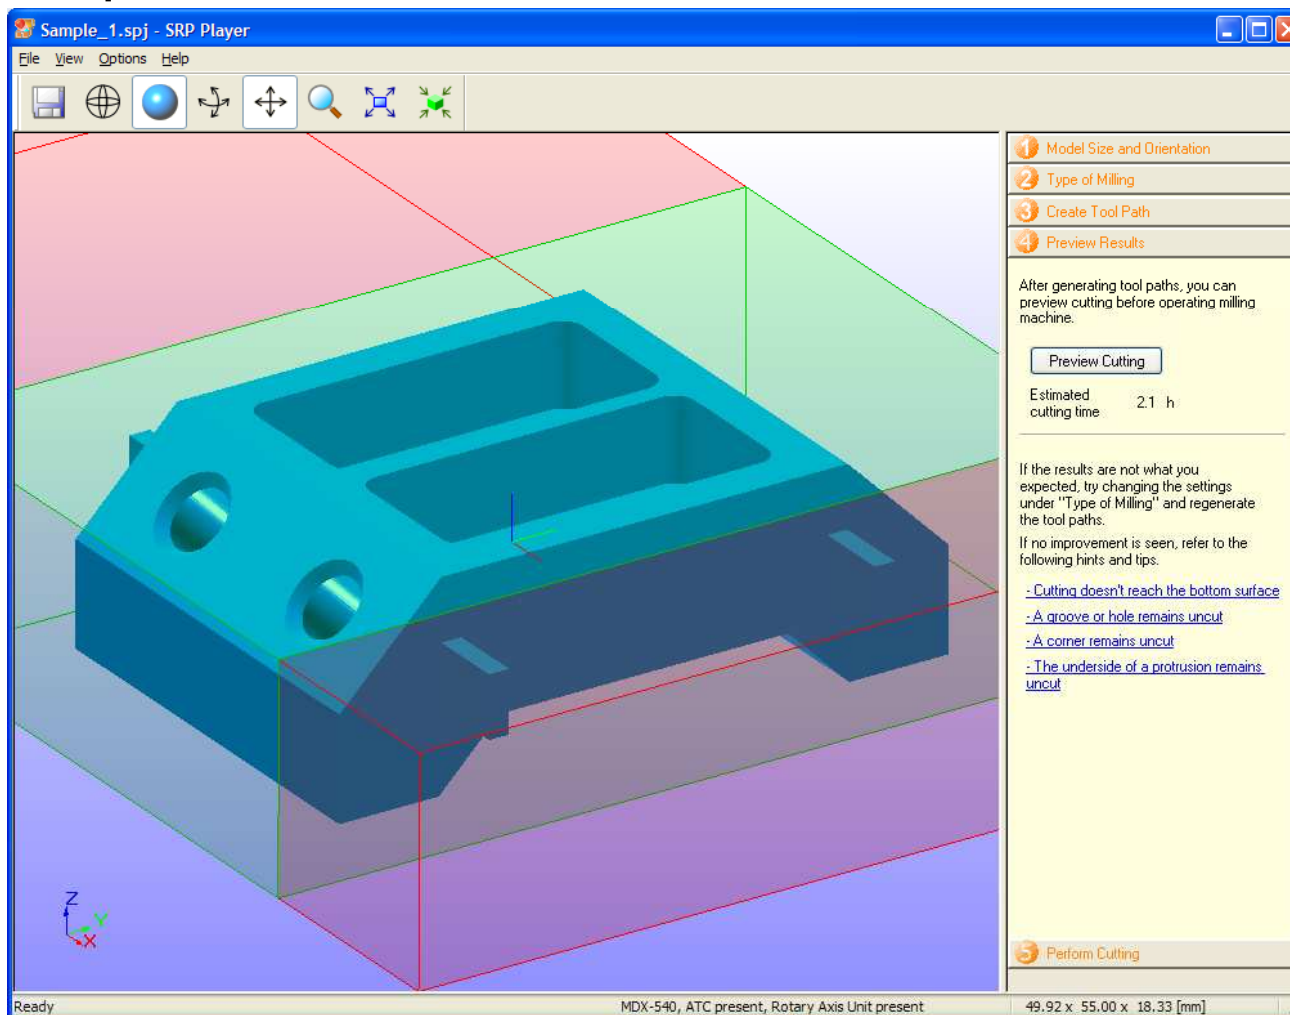 Sample_1.spj - SRP Player
File View Options Help
1 Model Size and Orientation
2 Type of Milling
3 Create Tool Path
4 Preview Results
After generating tool paths, you can
preview cutting before operating milling
machine.
Preview Cutting
Estimated
cutting time 2.1 h
If the results are not what you
expected, try changing the settings
under "Type of Milling" and regenerate
the tool paths.
If no improvement is seen, refer to the
following hints and tips.
- Cutting doesn't reach the bottom surface
- A groove or hole remains uncut
- A corner remains uncut
- The underside of a protrusion remains
uncut
Z
Y
X
5 Perform Cutting
Ready MDX-540, ATC present, Rotary Axis Unit present 49.92 x 55.00 x 18.33 [mm]